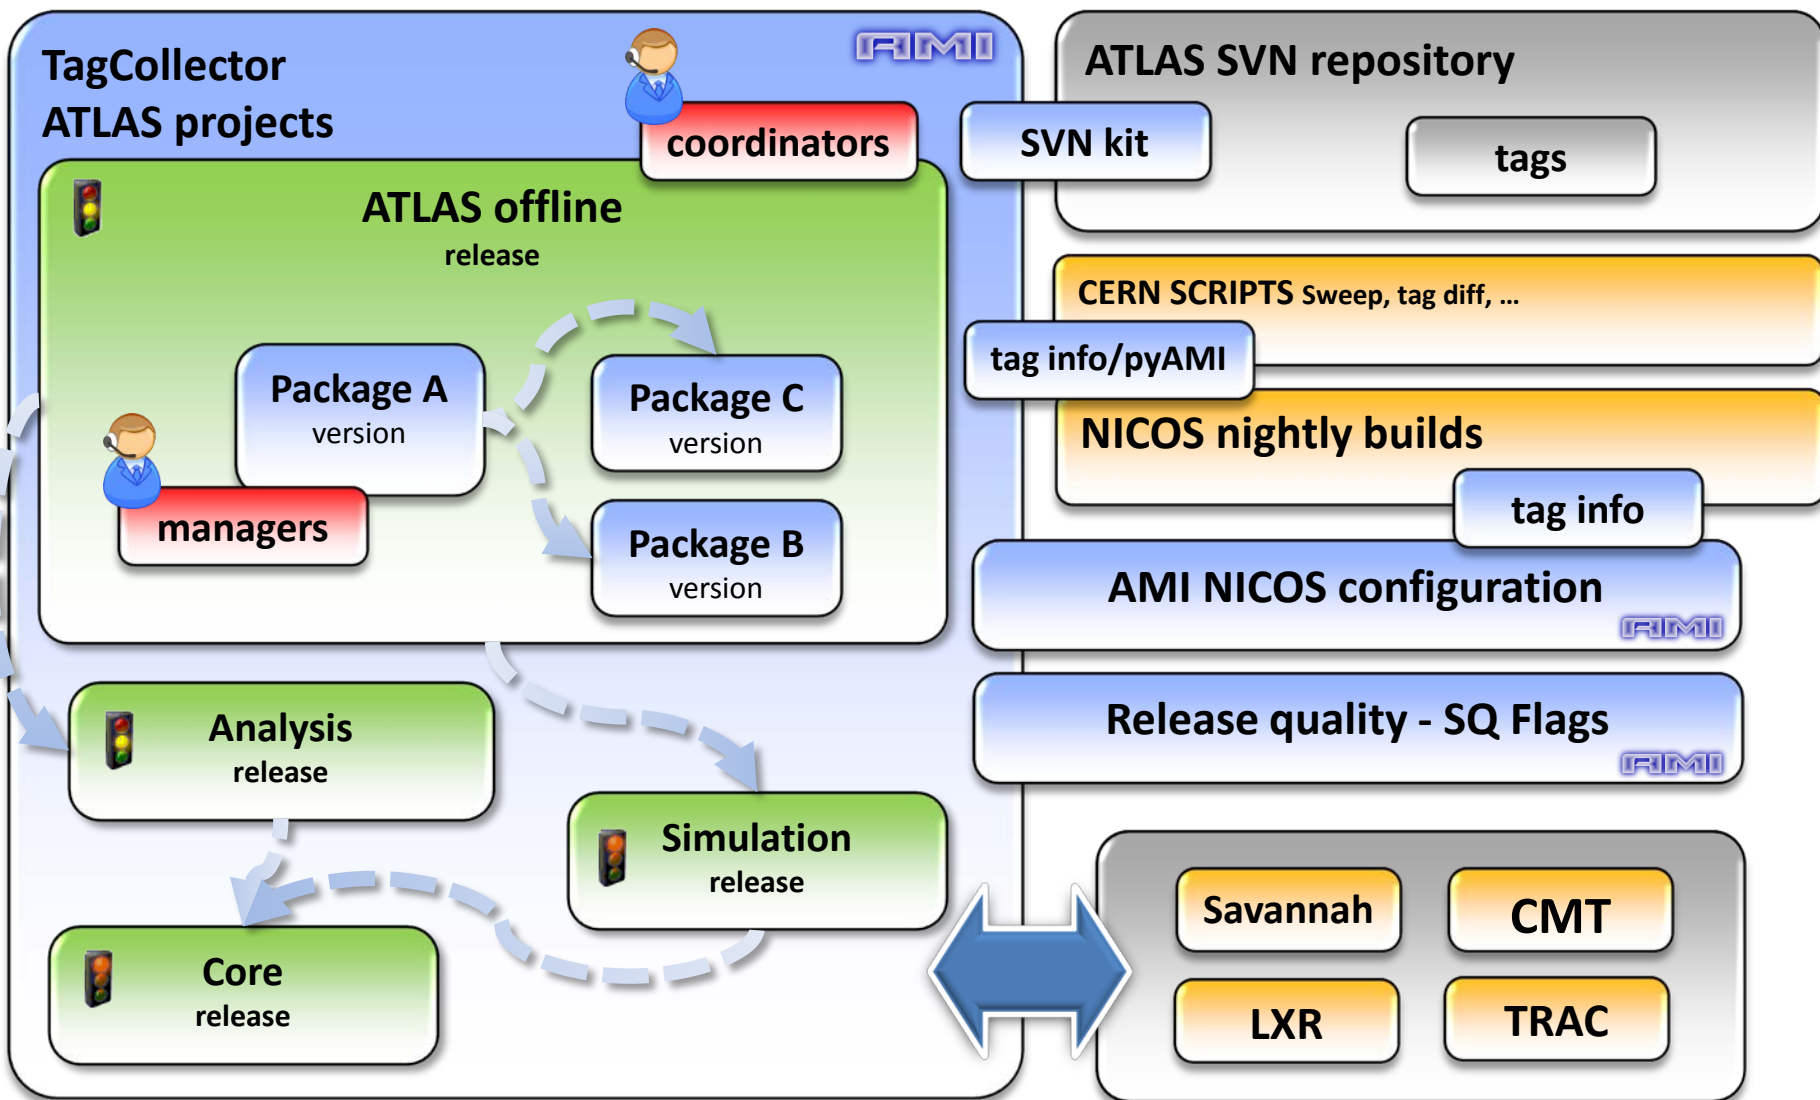 TagCollector
ATLAS projects
AMI
coordinators
ATLAS offline
release
Package A
version
Package C
version
managers
Package B
version
Analysis
release
Simulation
release
Core
release
ATLAS SVN repository
SVN kit
tags
CERN SCRIPTS Sweep, tag diff, ...
tag info/pyAMI
NICOS nightly builds
tag info
AMI NICOS configuration
AMI
Release quality - SQ Flags
AMI
Savannah
CMT
LXR
TRAC